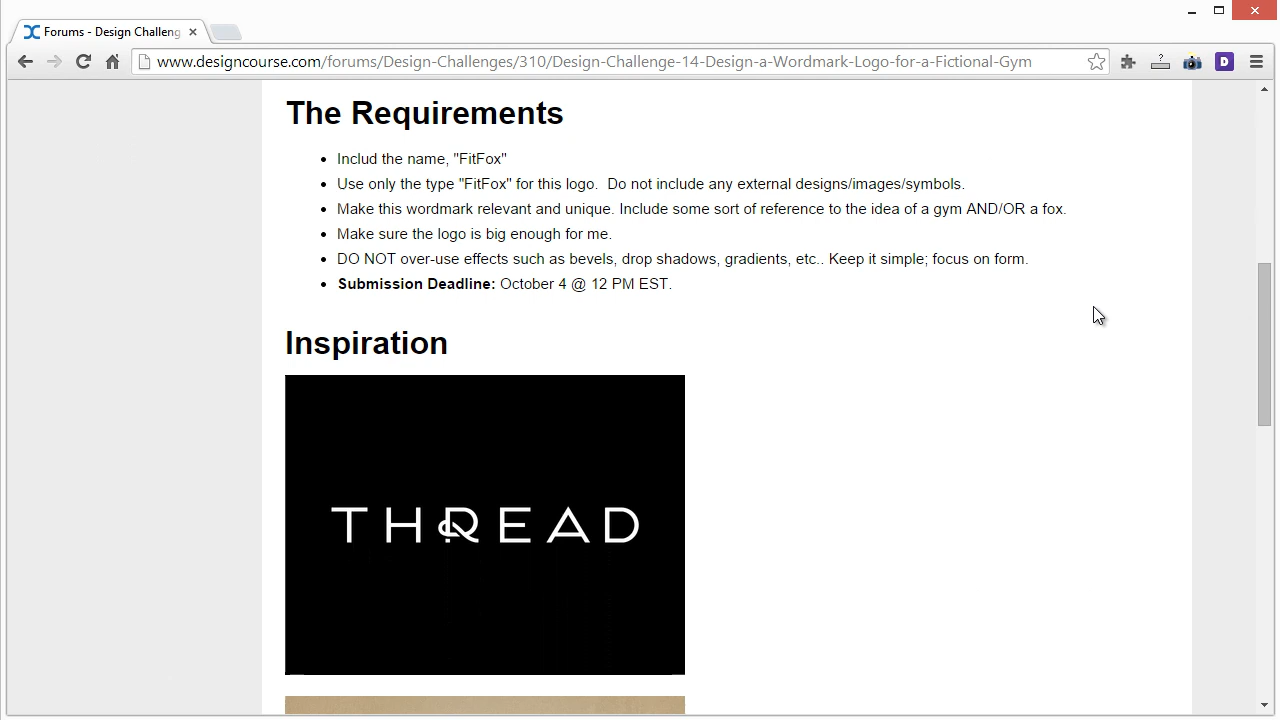 Forums - Design Challeng
www.designcourse.com/forums/Design-Challenges/310/Design-Challenge-14-Design-a-Wordmark-Logo-for-a-Fictional-Gym
D
The Requirements
Includ the name, "FitFox"
Use only the type "FitFox" for this logo.  Do not include any external designs/images/symbols.
Make this wordmark relevant and unique. Include some sort of reference to the idea of a gym AND/OR a fox.
Make sure the logo is big enough for me.
DO NOT over-use effects such as bevels, drop shadows, gradients, etc.. Keep it simple; focus on form.
Submission Deadline: October 4 @ 12 PM EST.
Inspiration
THREAD